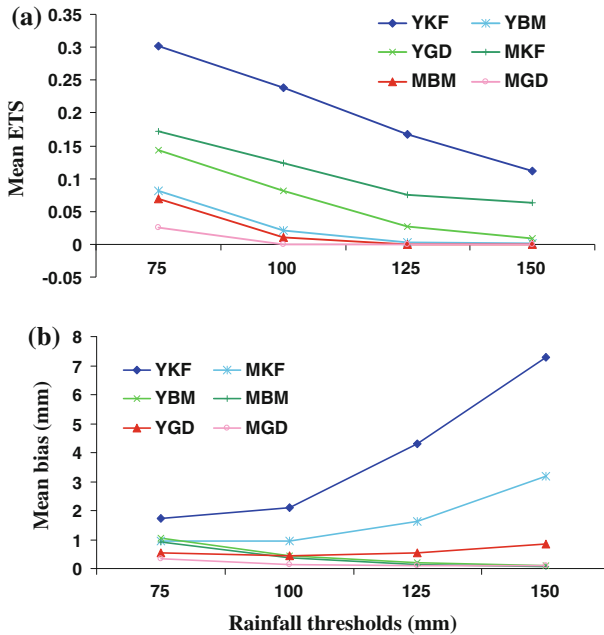 (a)
YKF YBM
YGD MKF
MBM MGD
Mean ETS
0.35
0.3
0.25
0.2
0.15
0.1
0.05
0
-0.05
75 100 125 150
(b)
YKF MKF
YBM MBM
YGD MGD
Mean bias (mm)
8
7
6
5
4
3
2
1
0
75 100 125 150
Rainfall thresholds (mm)